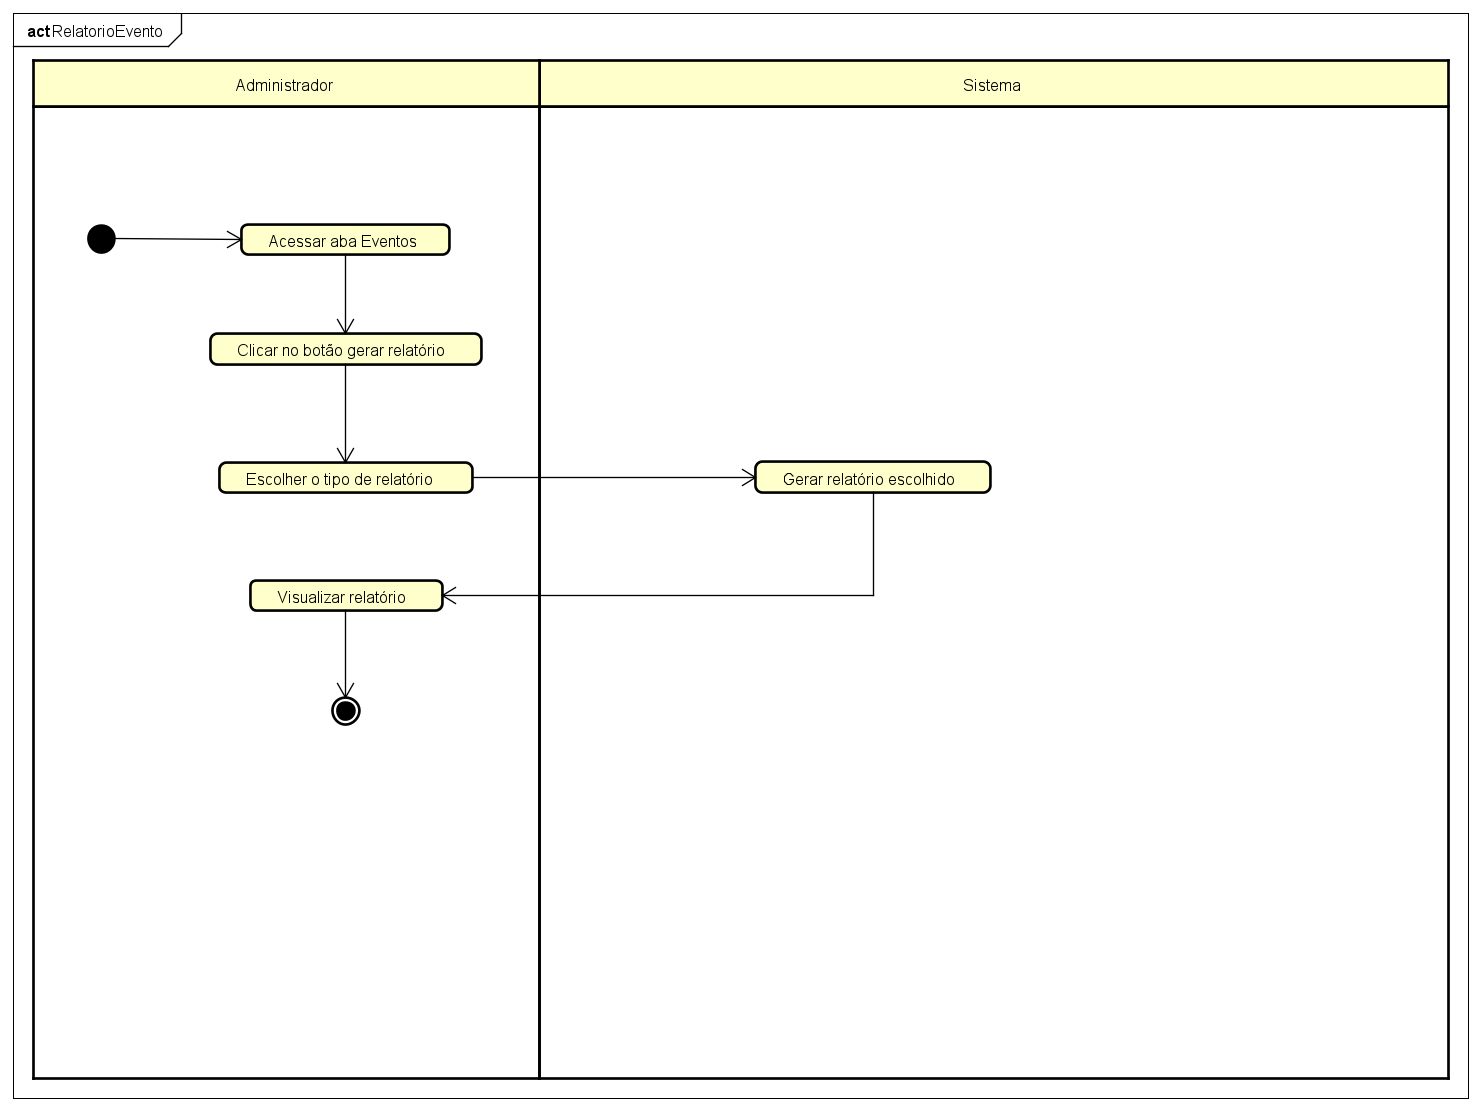 act RelatorioEvento
Administrador
Sistema
Acessar aba Eventos
Clicar no botão gerar relatório
Escolher o tipo de relatório
Gerar relatório escolhido
Visualizar relatório